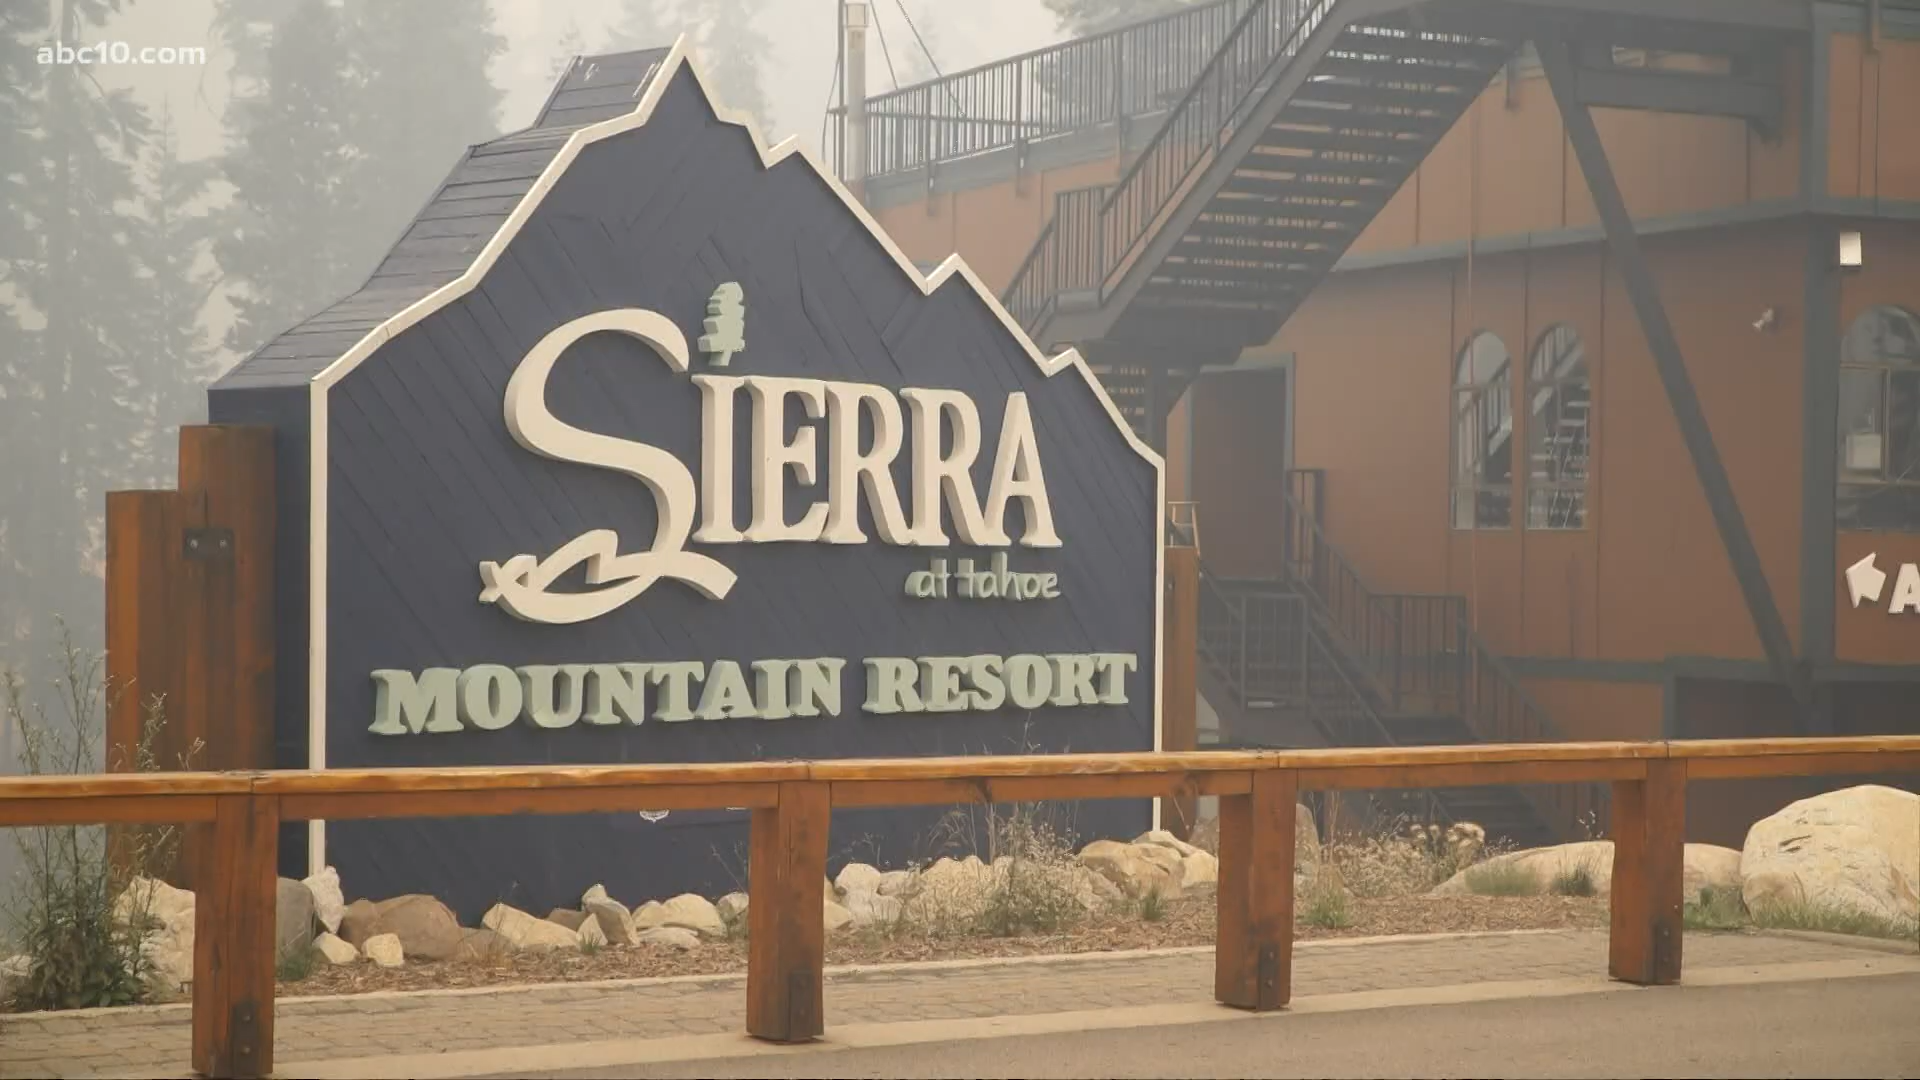 abc10.com
SIERRA
at tahoe
MOUNTAIN RESORT
A